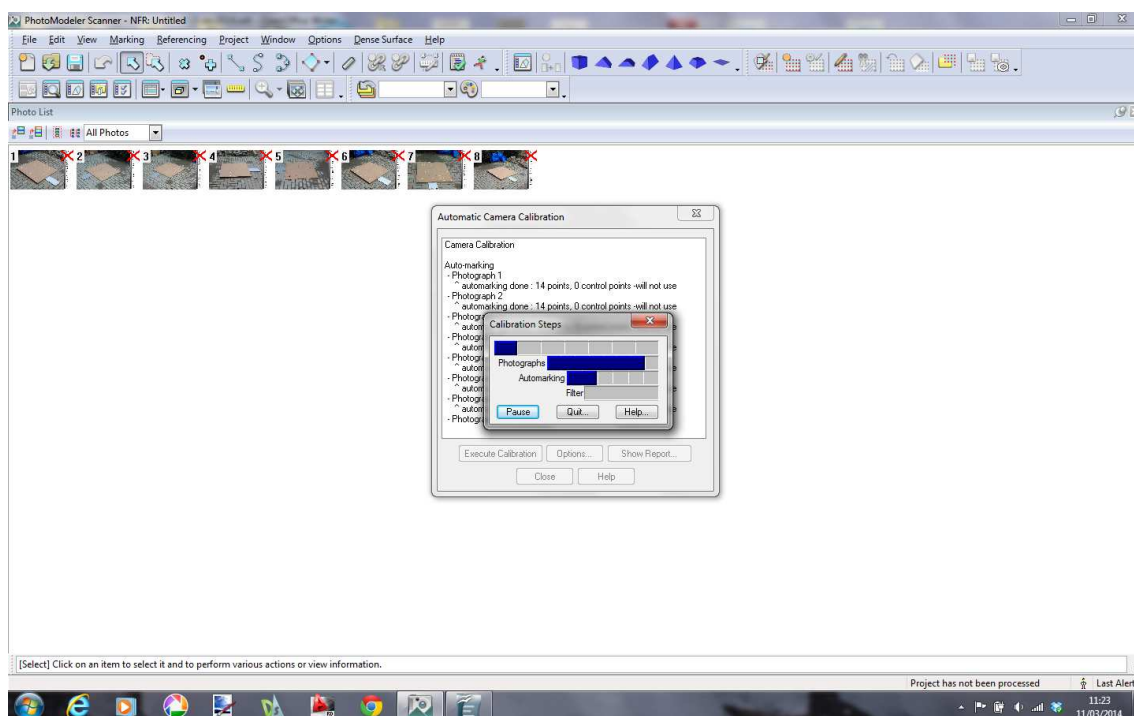 PhotoModeler Scanner - NFR: Untitled
File Edit View Marking Referencing Project Window Options Dense Surface Help
Photo List
All Photos
1 2 3 4 5 6 7 8
Automatic Camera Calibration
Camera Calibration
Auto-marking
- Photograph 1
^ automarking done : 14 points, 0 control points -will not use
- Photograph 2
^ automarking done : 14 points, 0 control points -will not use
Calibration Steps
Photographs
Automarking
Filter
Pause Quit... Help...
Execute Calibration Options... Show Report...
Close Help
[Select] Click on an item to select it and to perform various actions or view information.
Project has not been processed Last Alert
11:23
11/03/2014